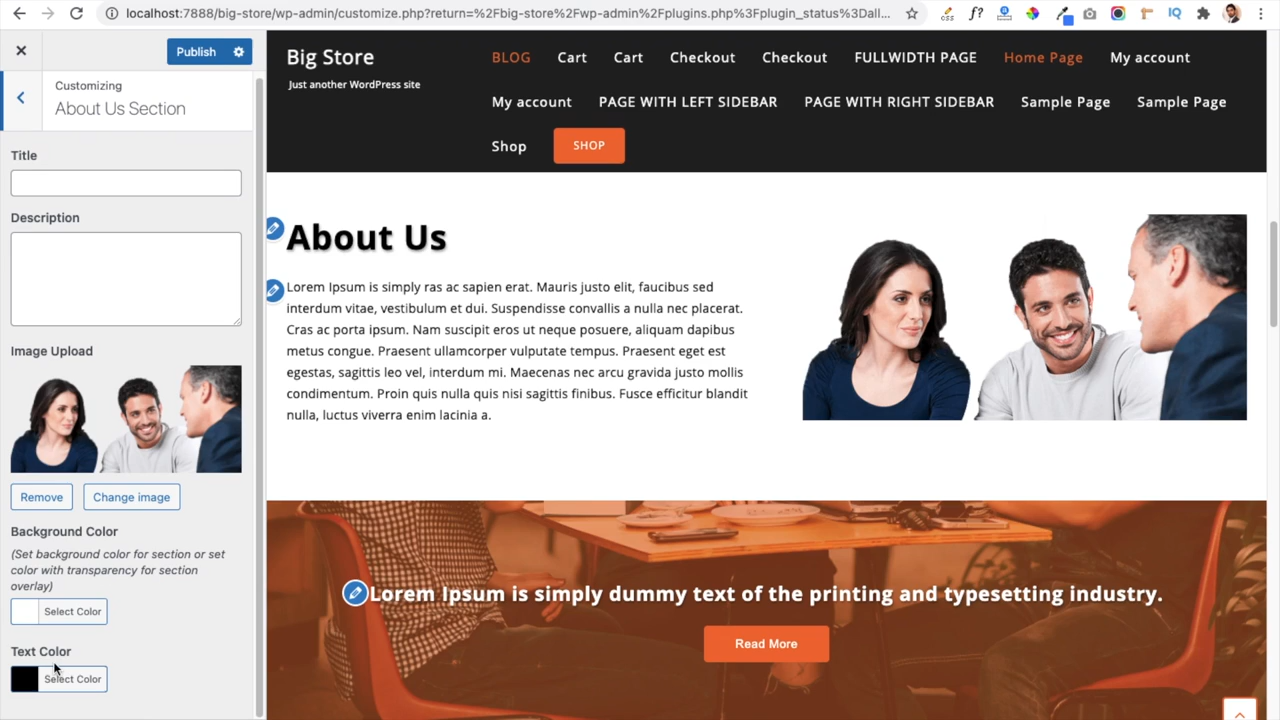 localhost:7888/big-store/wp-admin/customize.php?return=%2Fbig-store%2Fwp-admin%2Fplugins.php%3Fplugin_status%3Dall...
css
f?
IQ
Publish
Customizing
About Us Section
Title
Description
Image Upload
Remove
Change image
Background Color
(Set background color for section or set
color with transparency for section
overlay)
Select Color
Text Color
Select Color
Big Store
Just another WordPress site
BLOG Cart Cart Checkout Checkout FULLWIDTH PAGE Home Page My account
My account PAGE WITH LEFT SIDEBAR PAGE WITH RIGHT SIDEBAR Sample Page Sample Page
Shop SHOP
About Us
Lorem Ipsum is simply ras ac sapien erat. Mauris justo elit, faucibus sed
interdum vitae, vestibulum et dui. Suspendisse convallis a nulla nec placerat.
Cras ac porta ipsum. Nam suscipit eros ut neque posuere, aliquam dapibus
metus congue. Praesent ullamcorper vulputate tempus. Praesent eget est
egestas, sagittis leo vel, interdum mi. Maecenas nec arcu gravida justo mollis
condimentum. Proin quis nulla quis nisi sagittis finibus. Fusce efficitur blandit
nulla, luctus viverra enim lacinia a.
Lorem Ipsum is simply dummy text of the printing and typesetting industry.
Read More